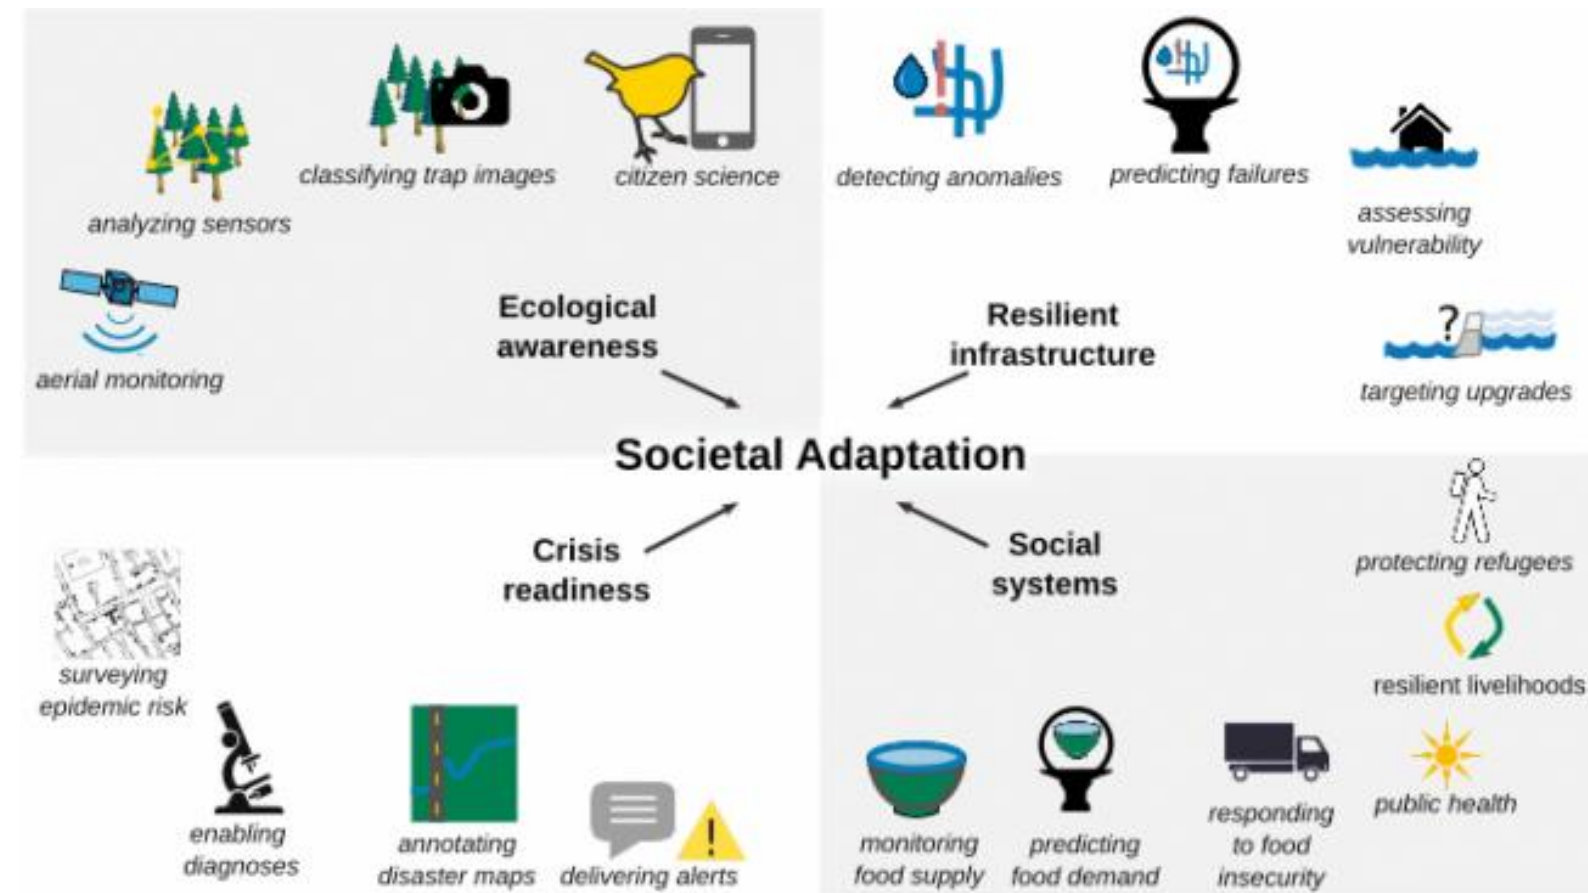 classifying trap images
citizen science
analyzing sensors
aerial monitoring
Ecological
awareness
detecting anomalies
predicting failures
assessing
vulnerability
targeting upgrades
?
Resilient
infrastructure
Societal Adaptation
Crisis
readiness
surveying
epidemic risk
enabling
diagnoses
annotating
disaster maps
!
delivering alerts
Social
systems
protecting refugees
resilient livelihoods
public health
monitoring
food supply
predicting
food demand
responding
to food
insecurity